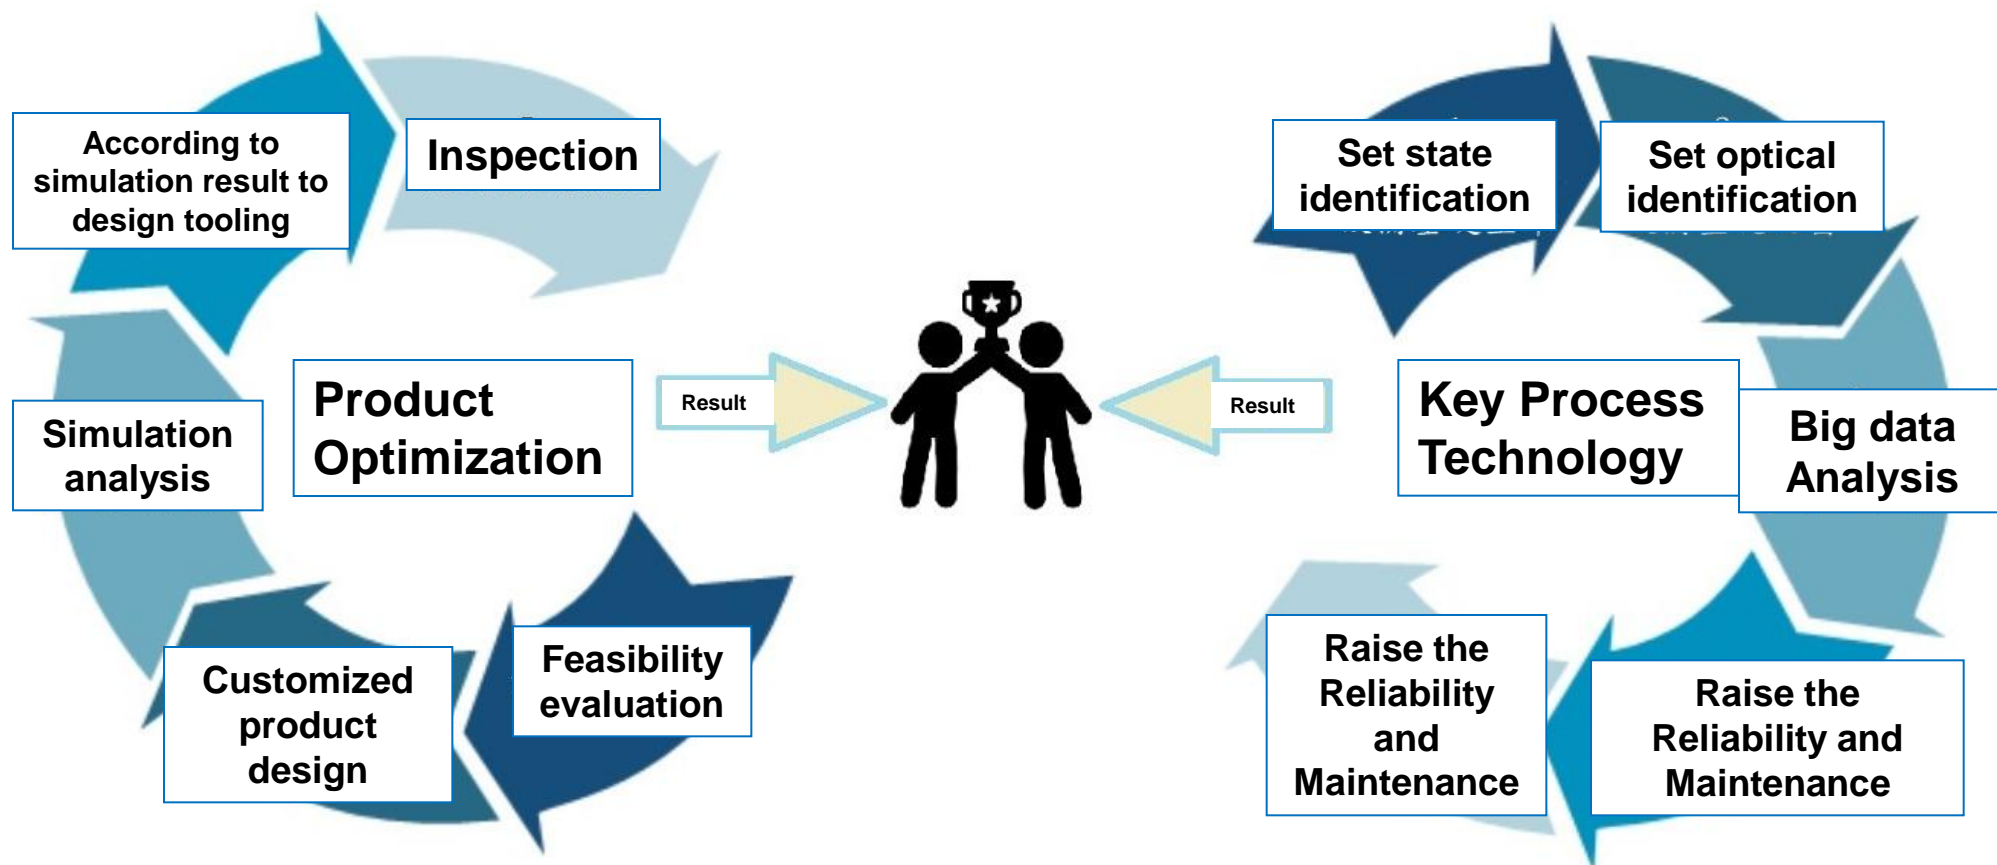 According to
simulation result to
design tooling
Inspection
Simulation
analysis
Product
Optimization
Customized
product
design
Feasibility
evaluation
Result
Result
Set state
identification
Set optical
identification
Key Process
Technology
Big data
Analysis
Raise the
Reliability
and
Maintenance
Raise the
Reliability and
Maintenance